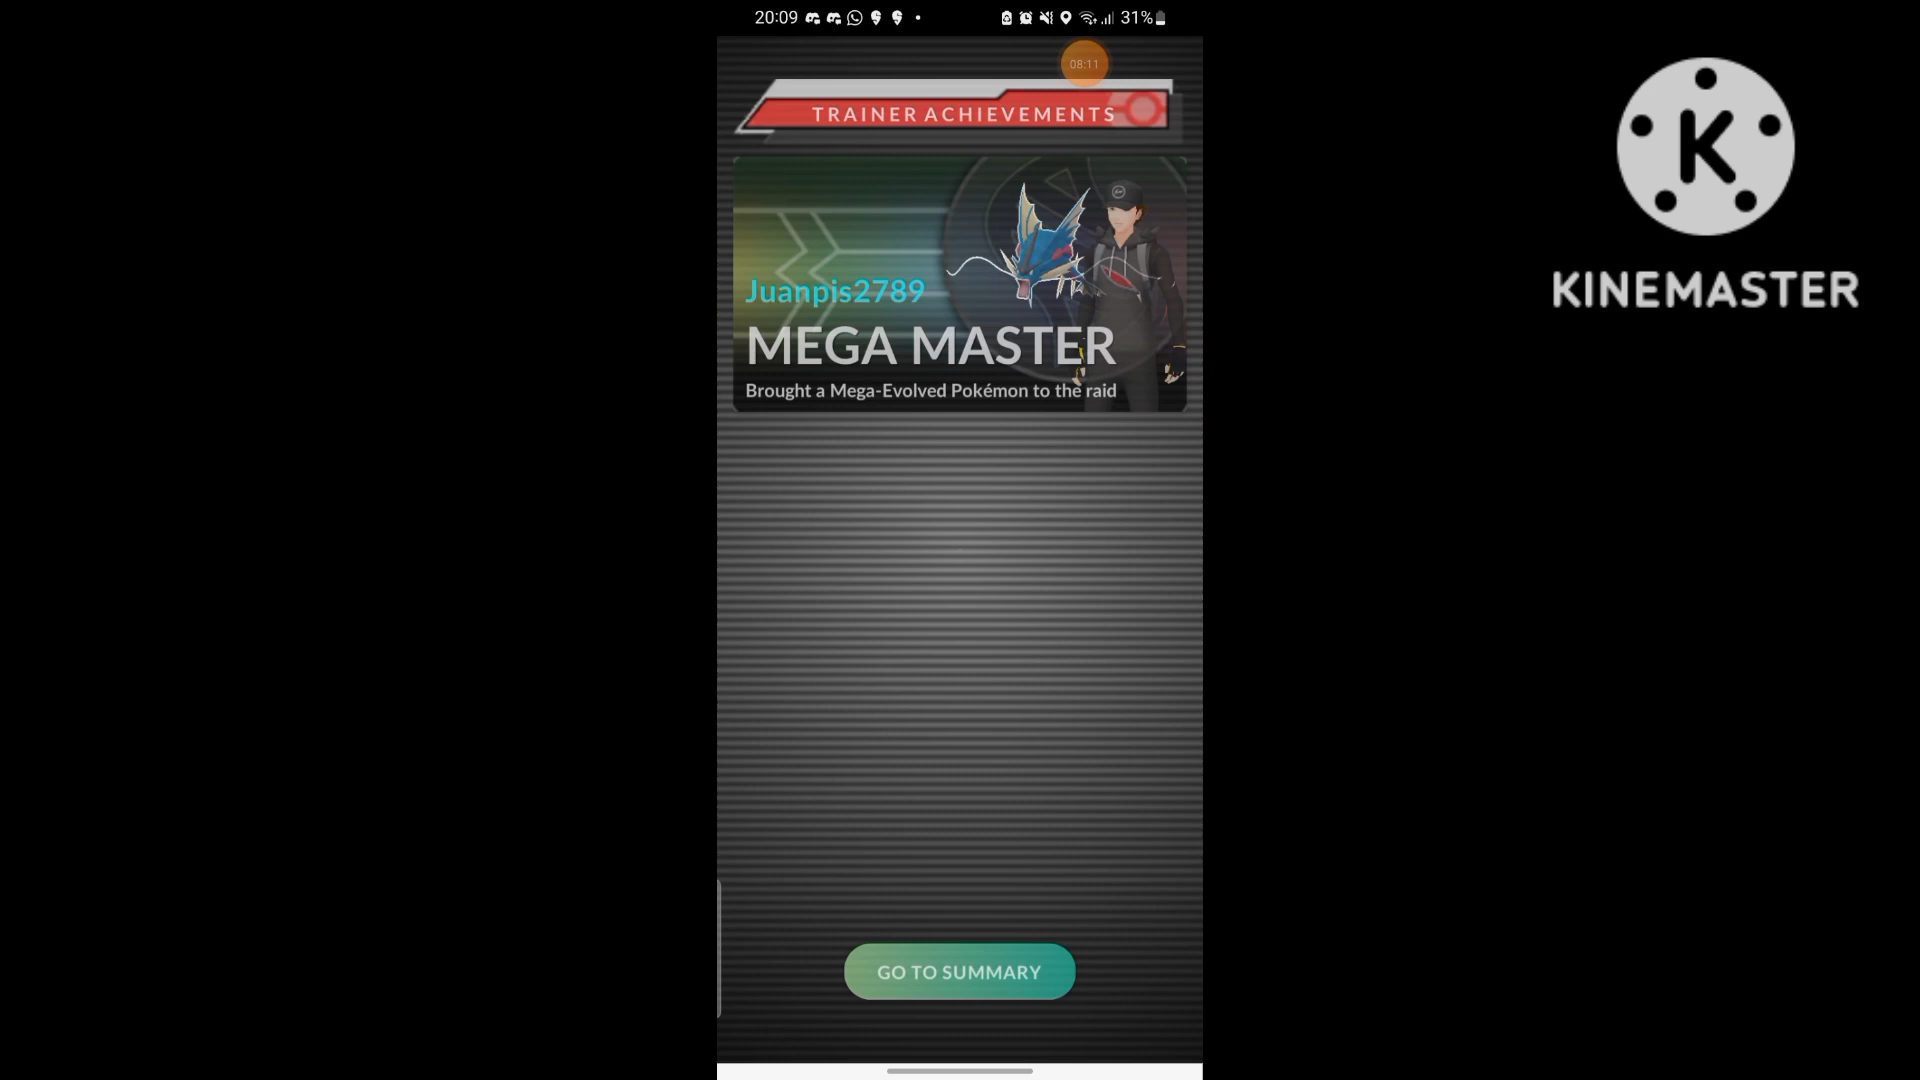 20:09
31%
08:11
TRAINER ACHIEVEMENTS
Juanpis2789
MEGA MASTER
Brought a Mega-Evolved Pokémon to the raid
GO TO SUMMARY
K
KINEMASTER